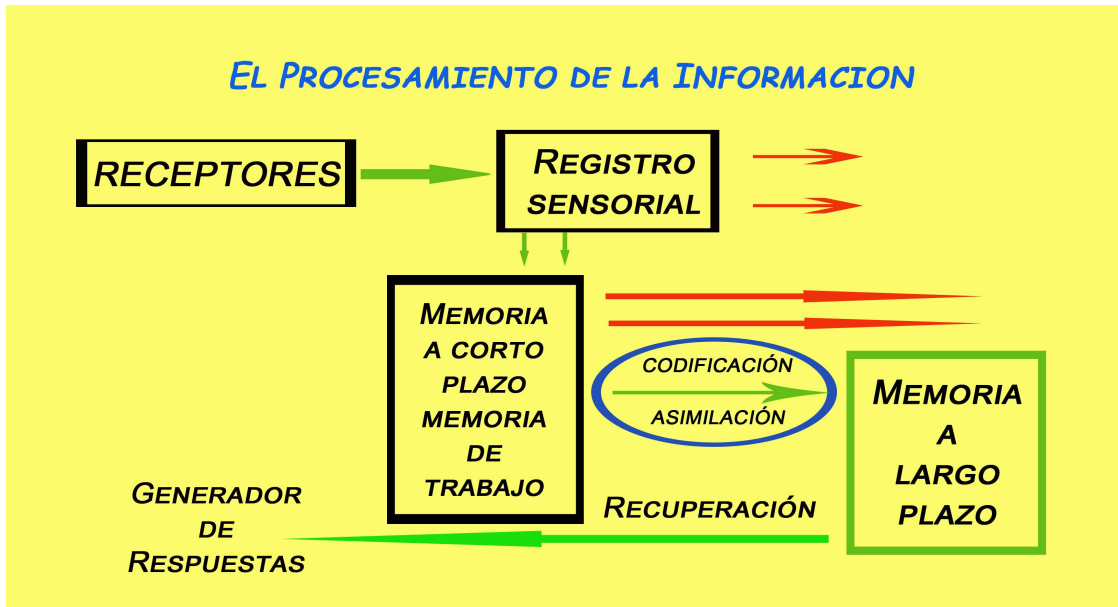 EL PROCESAMIENTO DE LA INFORMACION
RECEPTORES
REGISTRO
SENSORIAL
MEMORIA
A CORTO
PLAZO
MEMORIA
DE
TRABAJO
CODIFICACIÓN
ASIMILACIÓN
MEMORIA
A
LARGO
PLAZO
RECUPERACIÓN
GENERADOR
DE
RESPUESTAS